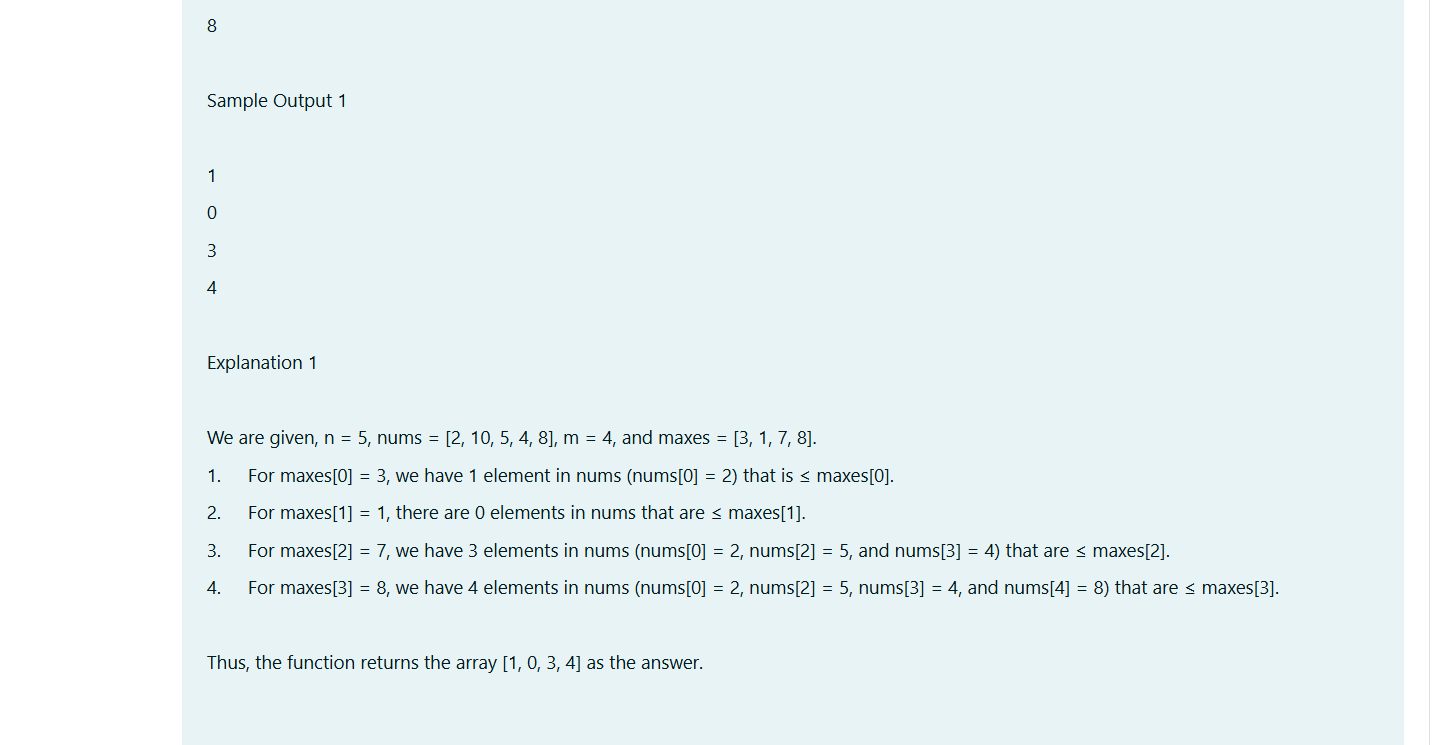 8
Sample Output 1
1
0
3
4
Explanation 1
We are given, n = 5, nums = [2, 10, 5, 4, 8], m = 4, and maxes = [3, 1, 7, 8].
1. For maxes[0] = 3, we have 1 element in nums (nums[0] = 2) that is ≤ maxes[0].
2. For maxes[1] = 1, there are 0 elements in nums that are ≤ maxes[1].
3. For maxes[2] = 7, we have 3 elements in nums (nums[0] = 2, nums[2] = 5, and nums[3] = 4) that are ≤ maxes[2].
4. For maxes[3] = 8, we have 4 elements in nums (nums[0] = 2, nums[2] = 5, nums[3] = 4, and nums[4] = 8) that are ≤ maxes[3].
Thus, the function returns the array [1, 0, 3, 4] as the answer.